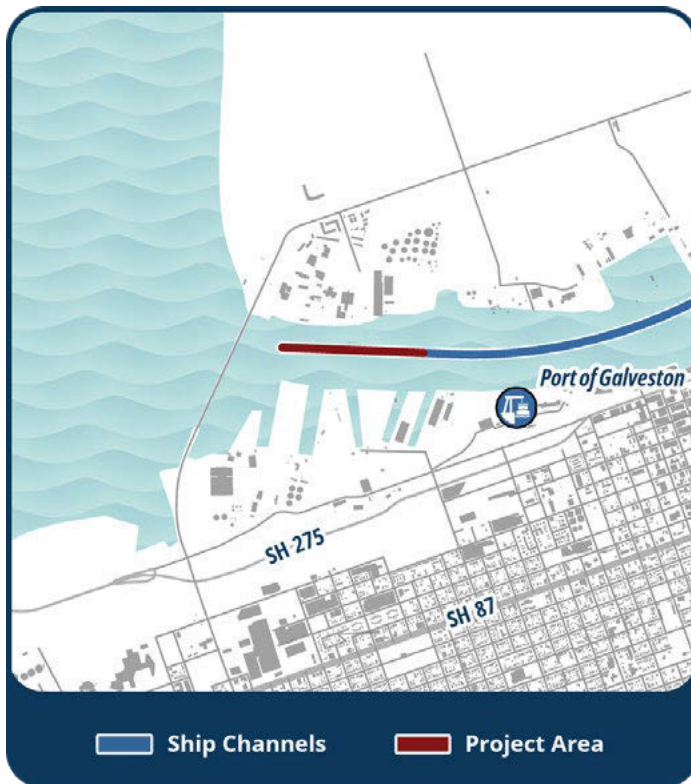 Port of Galveston
SH 275
SH 87
Ship Channels
Project Area